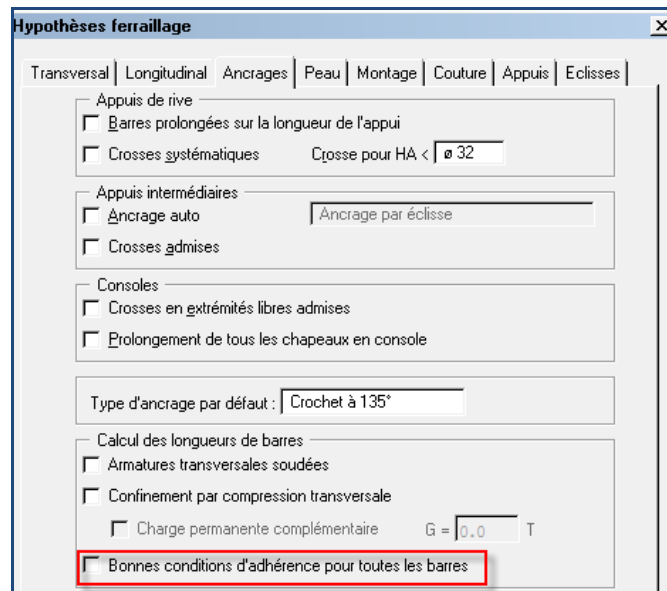 Hypothèses ferraillage
Transversal Longitudinal Ancrages Peau Montage Couture Appuis Eclisses
Appuis de rive
Barres prolongées sur la longueur de l'appui
Crosses systématiques Crosse pour HA < ø 32
Appuis intermédiaires
Ancrage auto Ancrage par éclisse
Crosses admises
Consoles
Crosses en extrémités libres admises
Prolongement de tous les chapeaux en console
Type d'ancrage par défaut : Crochet à 135°
Calcul des longueurs de barres
Armatures transversales soudées
Confinement par compression transversale
Charge permanente complémentaire G = 0.0 T
Bonnes conditions d'adhérence pour toutes les barres